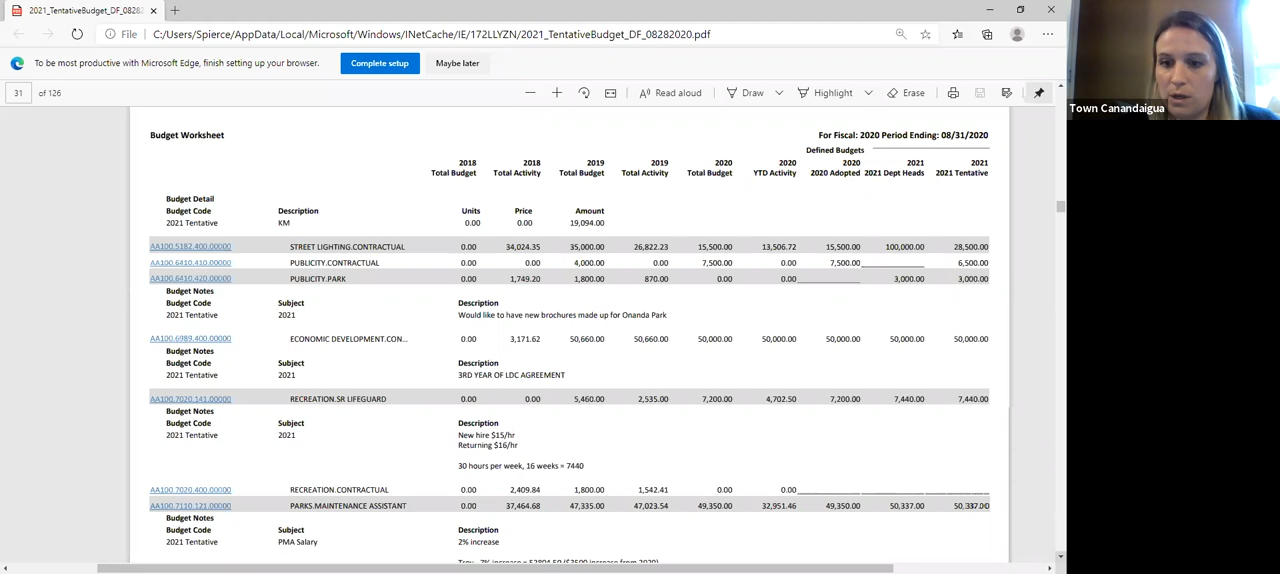 2021_TentativeBudget_DF_0828
File C:/Users/Spierce/AppData/Local/Microsoft/Windows/INetCache/IE/172LLYZN/2021_TentativeBudget_DF_08282020.pdf
To be most productive with Microsoft Edge, finish setting up your browser. Complete setup Maybe later
31 of 126 Read aloud Draw Highlight Erase
Town Canandaigua
Budget Worksheet For Fiscal: 2020 Period Ending: 08/31/2020
Defined Budgets
2018 2018 2019 2019 2020 2020 2020 2021 2021
Total Budget Total Activity Total Budget Total Activity Total Budget YTD Activity 2020 Adopted 2021 Dept Heads 2021 Tentative
Budget Detail
Budget Code Description Units Price Amount
2021 Tentative KM 0.00 0.00 19,094.00
AA100.5182.400.00000 STREET LIGHTING.CONTRACTUAL 0.00 34,024.35 35,000.00 26,822.23 15,500.00 13,506.72 15,500.00 100,000.00 28,500.00
AA100.6410.410.00000 PUBLICITY.CONTRACTUAL 0.00 0.00 4,000.00 0.00 7,500.00 0.00 7,500.00 6,500.00
AA100.6410.420.00000 PUBLICITY.PARK 0.00 1,749.20 1,800.00 870.00 0.00 0.00 3,000.00 3,000.00
Budget Notes
Budget Code Subject Description
2021 Tentative 2021 Would like to have new brochures made up for Onanda Park
AA100.6989.400.00000 ECONOMIC DEVELOPMENT.CON... 0.00 3,171.62 50,660.00 50,660.00 50,000.00 50,000.00 50,000.00 50,000.00 50,000.00
Budget Notes
Budget Code Subject Description
2021 Tentative 2021 3RD YEAR OF LDC AGREEMENT
AA100.7020.141.00000 RECREATION.SR LIFEGUARD 0.00 0.00 5,460.00 2,535.00 7,200.00 4,702.50 7,200.00 7,440.00 7,440.00
Budget Notes
Budget Code Subject Description
2021 Tentative 2021 New hire $15/hr
Returning $16/hr
30 hours per week, 16 weeks = 7440
AA100.7020.400.00000 RECREATION.CONTRACTUAL 0.00 2,409.84 1,800.00 1,542.41 0.00 0.00
AA100.7110.121.00000 PARKS.MAINTENANCE ASSISTANT 0.00 37,464.68 47,335.00 47,023.54 49,350.00 32,951.46 49,350.00 50,337.00 50,337.00
Budget Notes
Budget Code Subject Description
2021 Tentative PMA Salary 2% increase